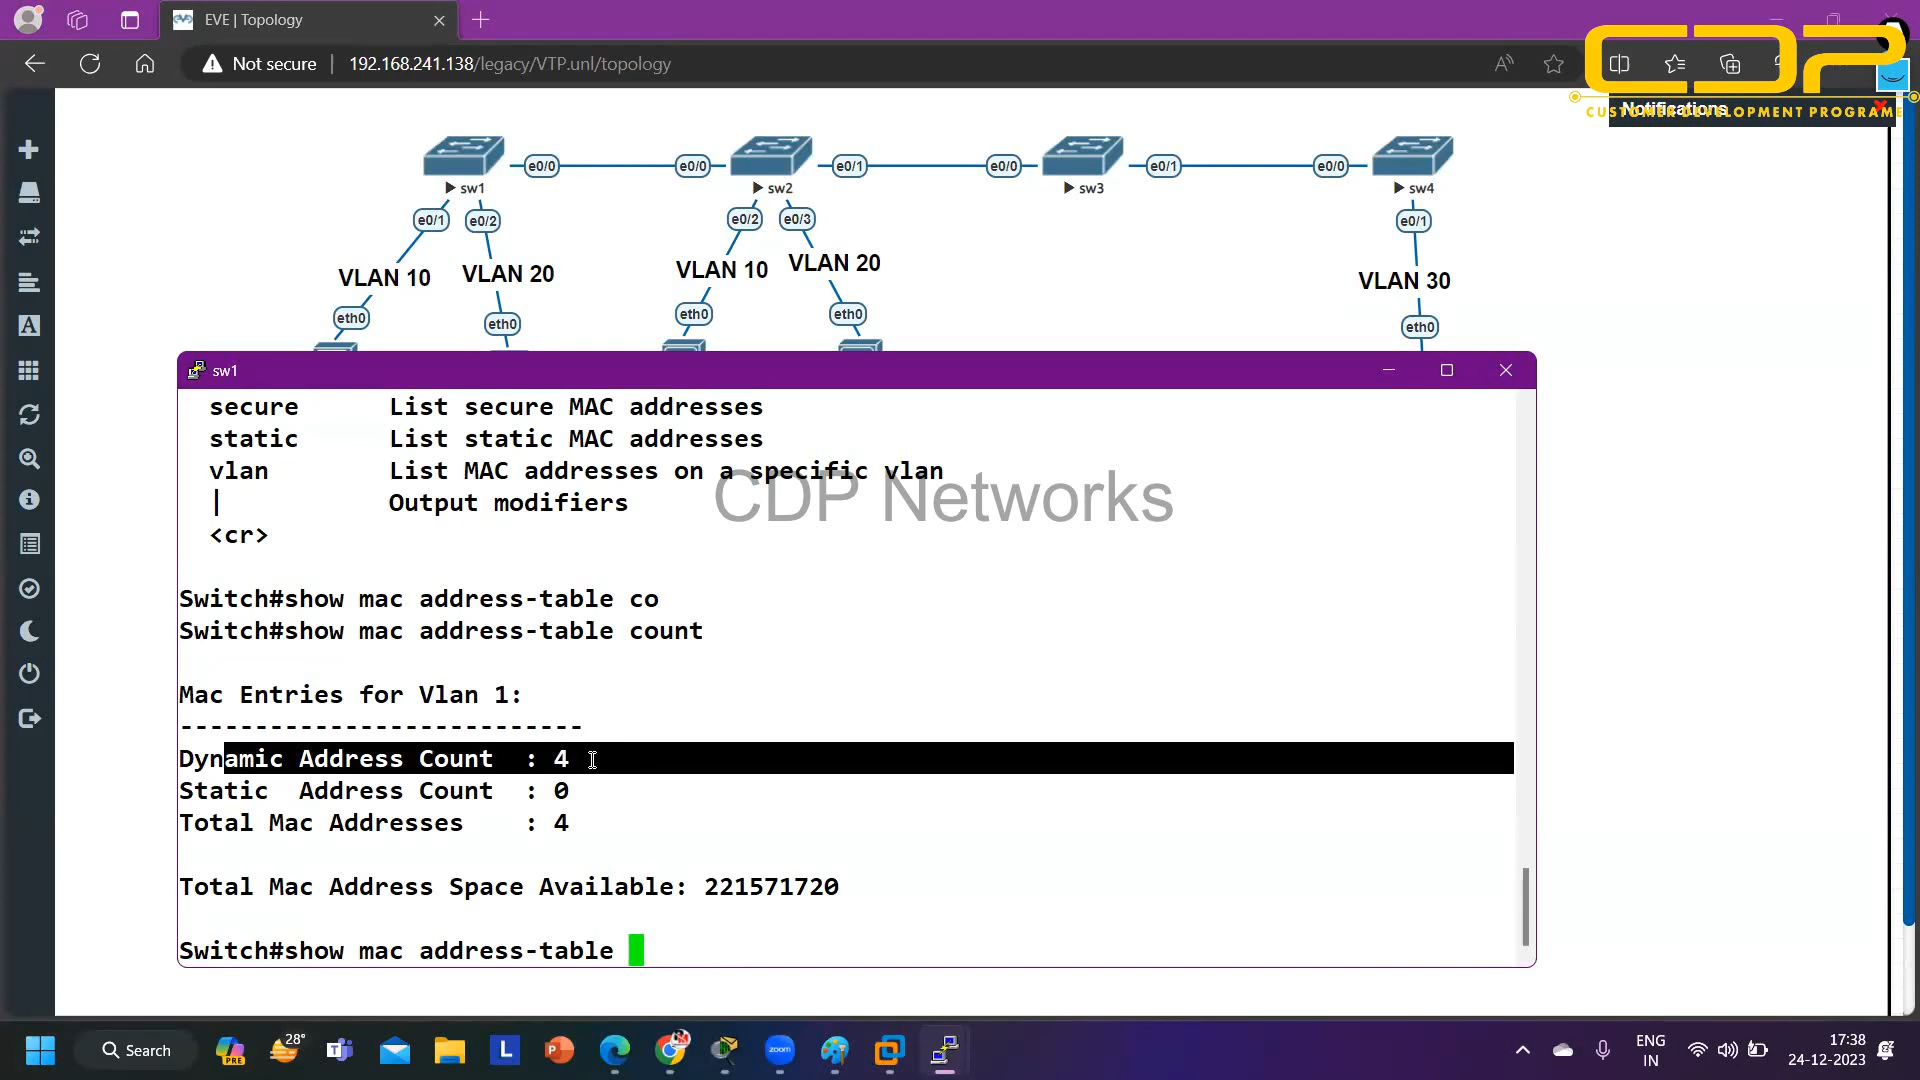 EVE | Topology
Not secure
192.168.241.138/legacy/VTP.unl/topology
CDP
CUSTOMER DEVELOPMENT PROGRAME
Notifications
e0/0 e0/0 e0/1 e0/0 e0/1 e0/0
sw1 sw2 sw3 sw4
e0/1 e0/2 e0/2 e0/3 e0/1
VLAN 10 VLAN 20 VLAN 10 VLAN 20 VLAN 30
eth0 eth0 eth0 eth0 eth0
sw1
secure List secure MAC addresses
static List static MAC addresses
vlan List MAC addresses on a specific vlan
| Output modifiers
<cr>
CDP Networks
Switch#show mac address-table co
Switch#show mac address-table count
Mac Entries for Vlan 1:
---------------------------
Dynamic Address Count : 4
Static Address Count : 0
Total Mac Addresses : 4
Total Mac Address Space Available: 221571720
Switch#show mac address-table
Search
PRE
28°
L
zoom
ENG
IN
17:38
24-12-2023